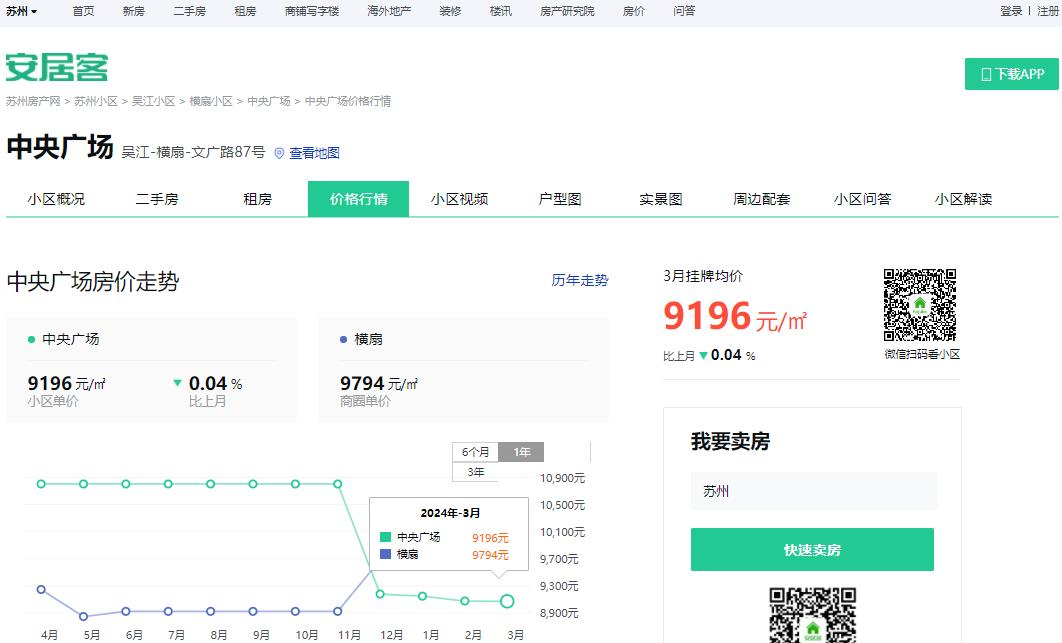 苏州 首页 新房 二手房 租房 商铺写字楼 海外地产 装修 楼讯 房产研究院 房价 问答 登录 | 注册
安居客
下载APP
苏州房产网 > 苏州小区 > 吴江小区 > 横扇小区 > 中央广场 > 中央广场价格行情
中央广场 吴江-横扇-文广路87号 查看地图
小区概况 二手房 租房 价格行情 小区视频 户型图 实景图 周边配套 小区问答 小区解读
中央广场房价走势 历年走势
中央广场
9196 元/㎡ 0.04 %
小区单价 比上月
横扇
9794 元/㎡
商圈单价
6个月 1年
3年
10,900元
10,500元
10,100元
9,700元
9,300元
8,900元
2024年-3月
中央广场 9196元
横扇 9794元
4月 5月 6月 7月 8月 9月 10月 11月 12月 1月 2月 3月
3月挂牌均价
9196 元/㎡
比上月 0.04 %
微信扫码看小区
我要卖房
苏州
快速卖房